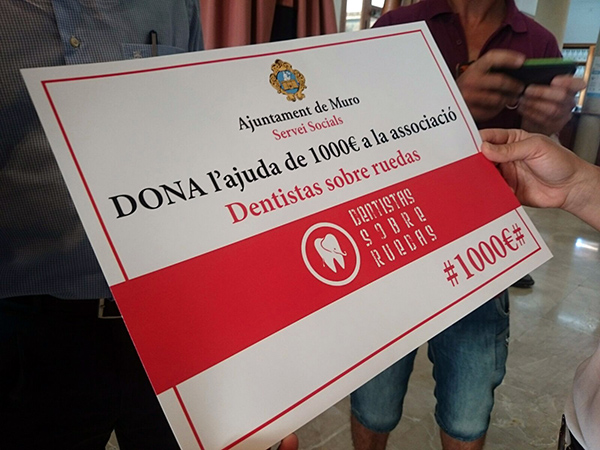 Ajuntament de Muro
Servei Socials
DONA l'ajuda de 1000€ a la associació
Dentistas sobre ruedas
DENTISTAS
SOBRE
RUEDAS
#1000€#